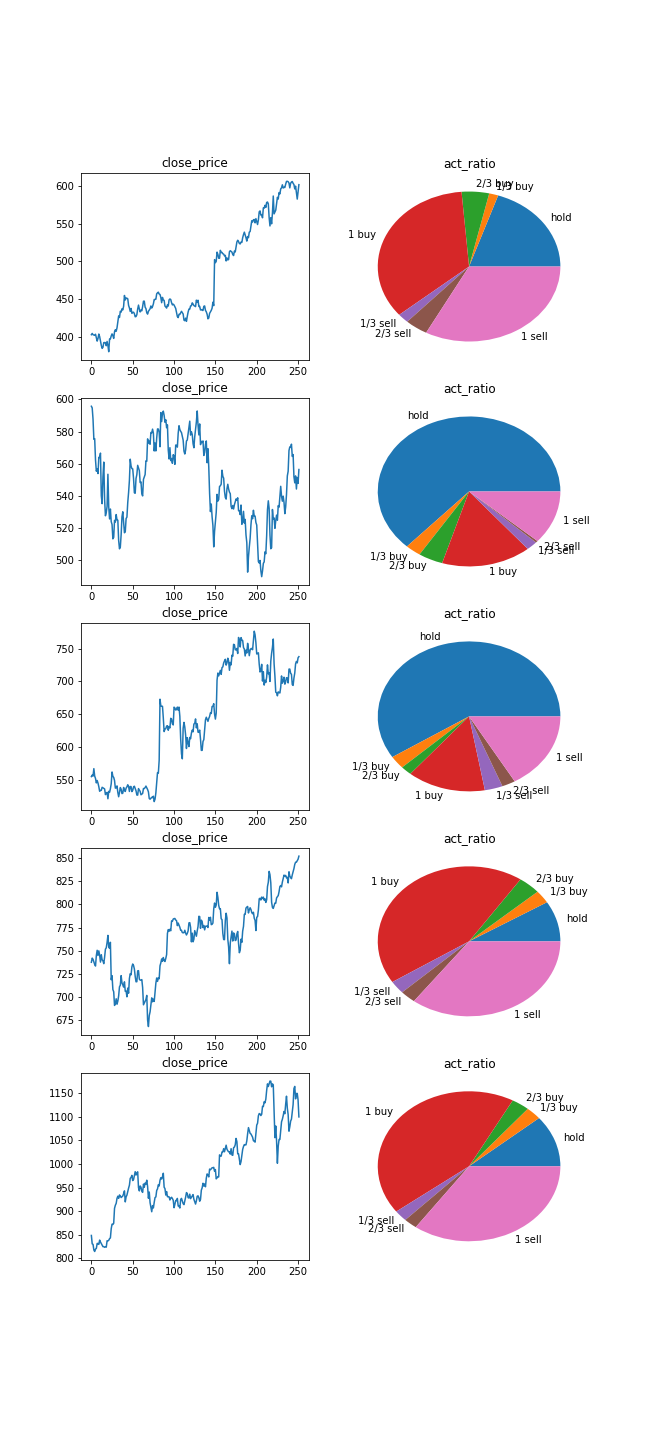 close_price
act_ratio
600
550
500
450
400
0
50
100
150
200
250
2/3 buy
1/3 buy
hold
1 buy
1/3 sell
2/3 sell
1 sell
close_price
act_ratio
600
580
560
540
520
500
0
50
100
150
200
250
hold
1/3 buy
2/3 buy
1 buy
1/3 sell
2/3 sell
1 sell
close_price
act_ratio
750
700
650
600
550
0
50
100
150
200
250
hold
1/3 buy
2/3 buy
1 buy
1/3 sell
2/3 sell
1 sell
close_price
act_ratio
850
825
800
775
750
725
700
675
0
50
100
150
200
250
1 buy
2/3 buy
1/3 buy
hold
1/3 sell
2/3 sell
1 sell
close_price
act_ratio
1150
1100
1050
1000
950
900
850
800
0
50
100
150
200
250
1 buy
2/3 buy
1/3 buy
hold
1/3 sell
2/3 sell
1 sell